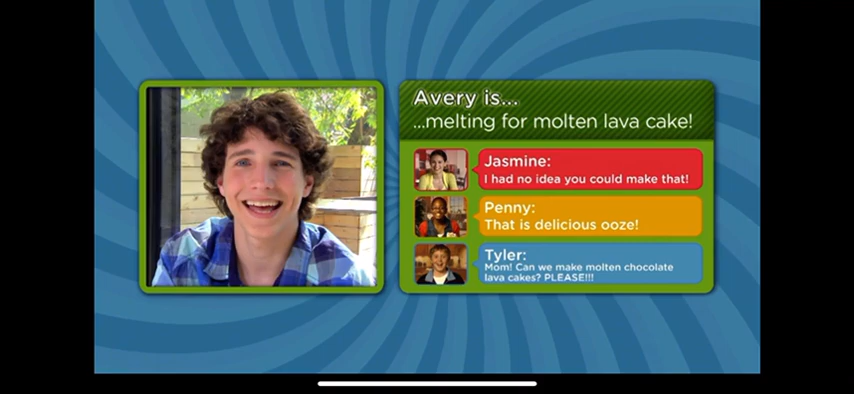 Avery is...
...melting for molten lava cake!
Jasmine:
I had no idea you could make that!
Penny:
That is delicious ooze!
Tyler:
Mom! Can we make molten chocolate
lava cakes? PLEASE!!!